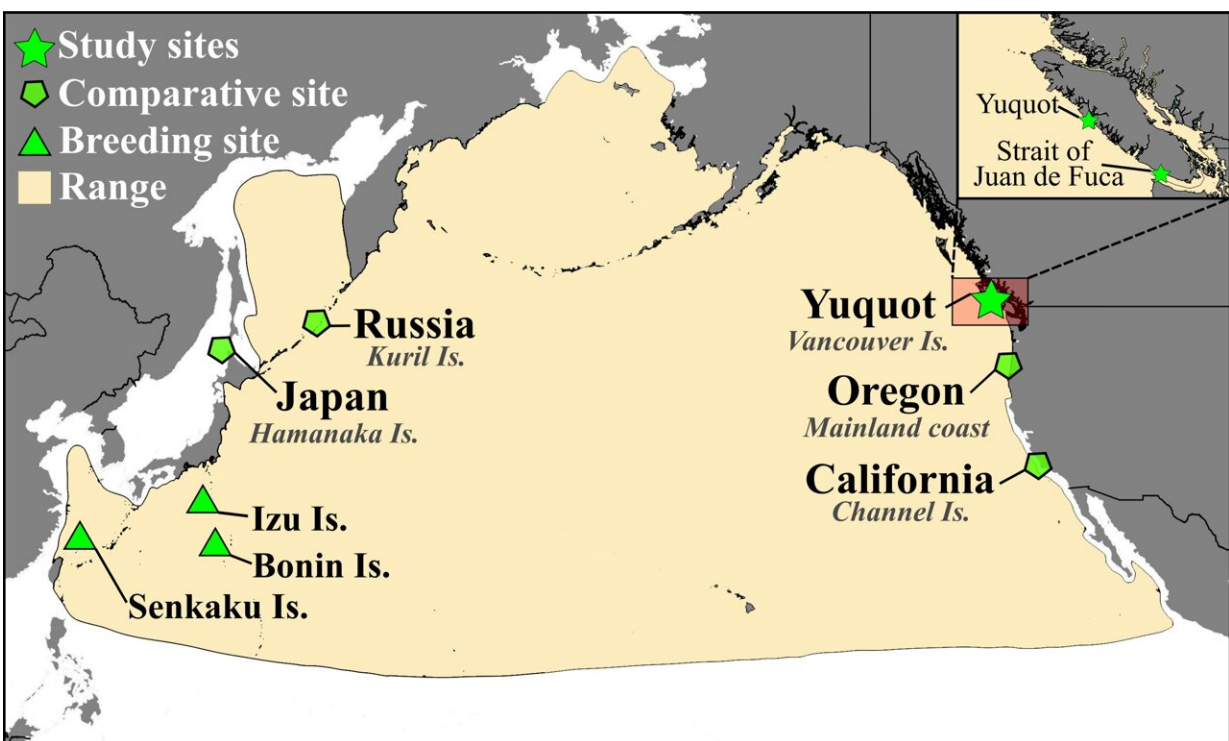 Study sites
Comparative site
Breeding site
Range
Yuquot
Strait of
Juan de Fuca
Yuquot
Vancouver Is.
Russia
Kuril Is.
Japan
Hamanaka Is.
Oregon
Mainland coast
California
Channel Is.
Izu Is.
Bonin Is.
Senkaku Is.